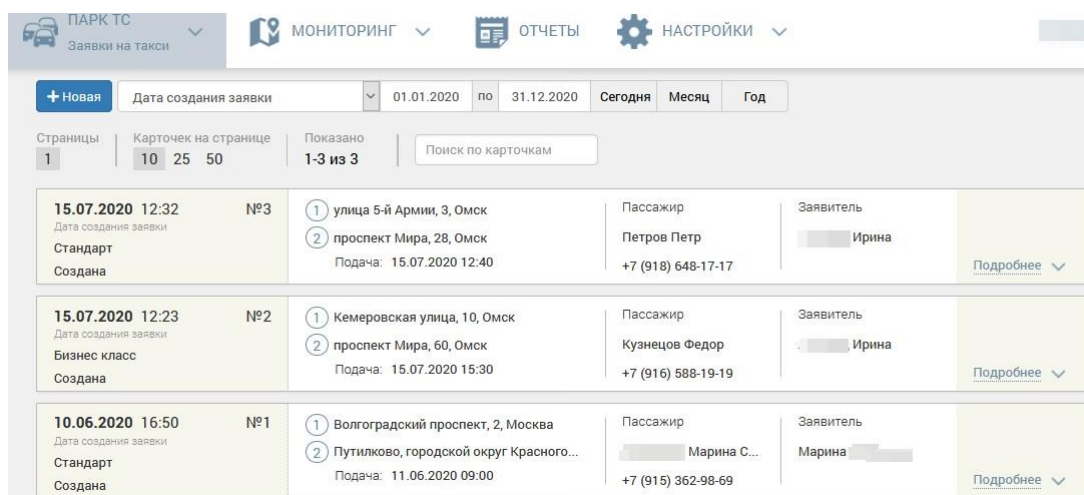 ПАРК ТС
Заявки на такси
МОНИТОРИНГ
ОТЧЕТЫ
НАСТРОЙКИ
+ Новая
Дата создания заявки
01.01.2020 по 31.12.2020
Сегодня Месяц Год
Страницы Карточек на странице Показано
1 10 25 50 1-3 из 3
Поиск по карточкам
15.07.2020 12:32 №3
Дата создания заявки
Стандарт
Создана
1 улица 5-й Армии, 3, Омск
2 проспект Мира, 28, Омск
Подача: 15.07.2020 12:40
Пассажир
Петров Петр
+7 (918) 648-17-17
Заявитель
Ирина
Подробнее
15.07.2020 12:23 №2
Дата создания заявки
Бизнес класс
Создана
1 Кемеровская улица, 10, Омск
2 проспект Мира, 60, Омск
Подача: 15.07.2020 15:30
Пассажир
Кузнецов Федор
+7 (916) 588-19-19
Заявитель
Ирина
Подробнее
10.06.2020 16:50 №1
Дата создания заявки
Стандарт
Создана
1 Волгоградский проспект, 2, Москва
2 Путилково, городской округ Красного...
Подача: 11.06.2020 09:00
Пассажир
Марина С...
+7 (915) 362-98-69
Заявитель
Марина
Подробнее